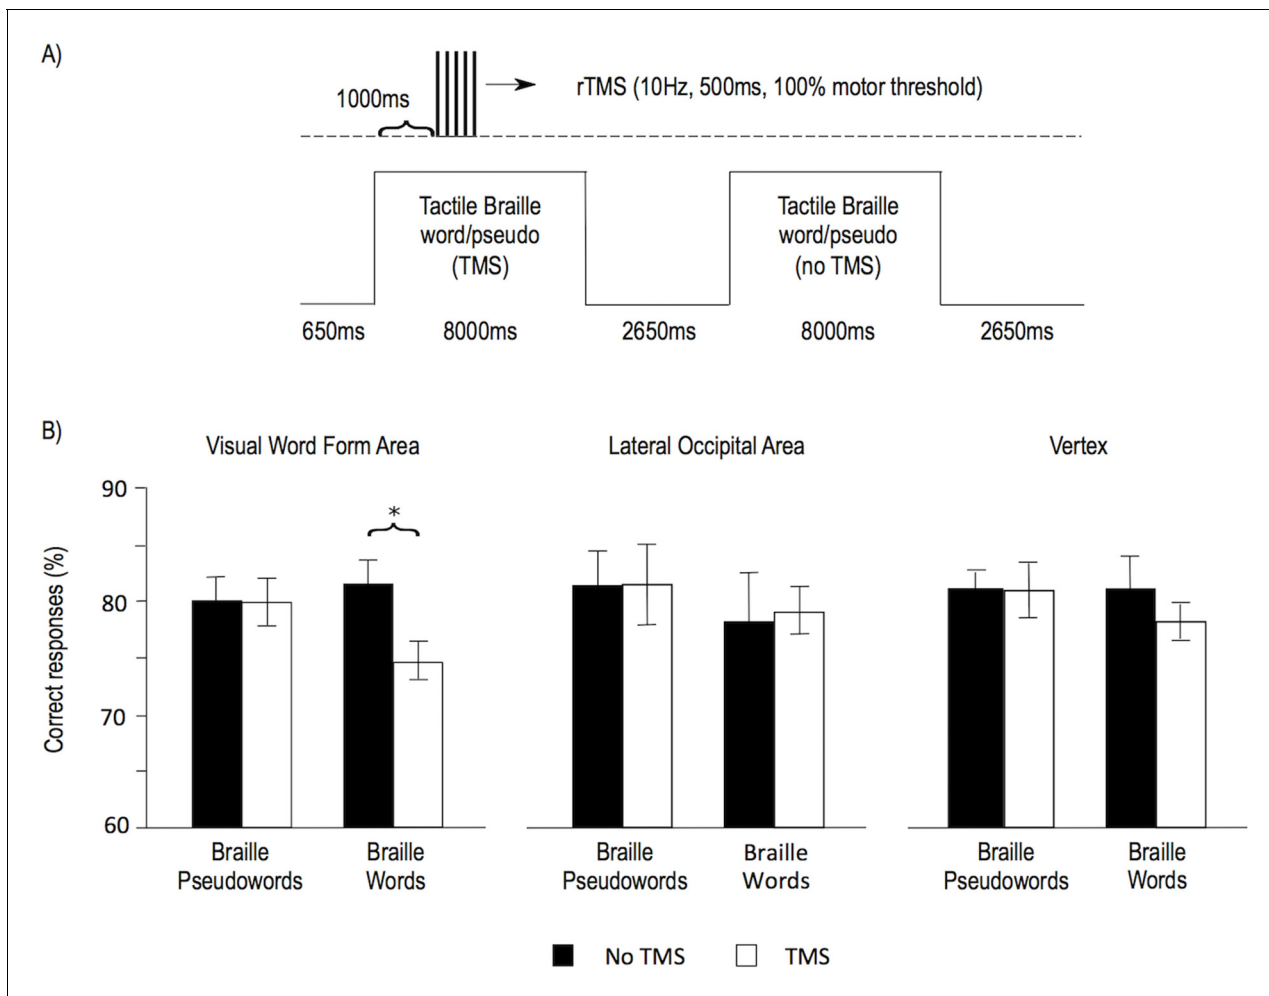 A)
1000ms
rTMS (10Hz, 500ms, 100% motor threshold)
Tactile Braille
word/pseudo
(TMS)
Tactile Braille
word/pseudo
(no TMS)
650ms
8000ms
2650ms
8000ms
2650ms
B)
Visual Word Form Area
Lateral Occipital Area
Vertex
Correct responses (%)
90
80
70
60
*
Braille
Pseudowords
Braille
Words
Braille
Pseudowords
Braille
Words
Braille
Pseudowords
Braille
Words
No TMS
TMS